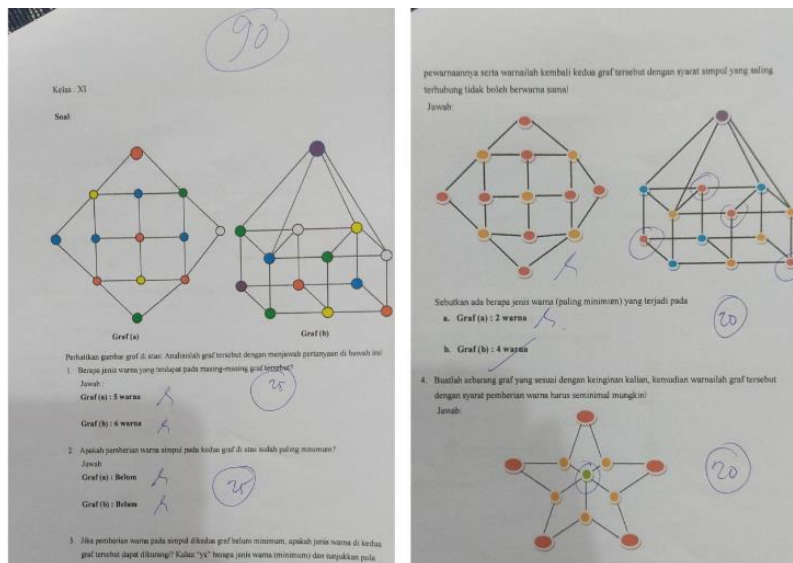 90
Kelas : XI
Soal
Graf (a)
Graf (b)
Perhatikan gambar graf di atas! Analisislah graf tersebut dengan menjawab pertanyaan di bawah ini!
1. Berapa jenis warna yang terdapat pada masing-masing graf tersebut?
Jawab :
Graf (a) : 5 warna
Graf (b) : 6 warna
25
2. Apakah pemberian warna simpul pada kedua graf di atas sudah paling minimum?
Jawab
Graf (a) : Belum
Graf (b) : Belum
25
3. Jika pemberian warna pada simpul dikedua graf belum minimum, apakah jenis warna di kedua
graf tersebut dapat dikurangi? Kalau "ya" berapa jenis warna (minimum) dan tunjukkan pula
pewarnaannya serta warnailah kembali kedua graf tersebut dengan syarat simpul yang saling
terhubung tidak boleh berwarna sama!
Jawab:
Sebutkan ada berapa jenis warna (paling minimum) yang terjadi pada
a. Graf (a) : 2 warna
20
b. Graf (b) : 4 warna
4. Buatlah sebarang graf yang sesuai dengan keinginan kalian, kemudian warnailah graf tersebut
dengan syarat pemberian warna harus seminimal mungkin!
Jawab:
20